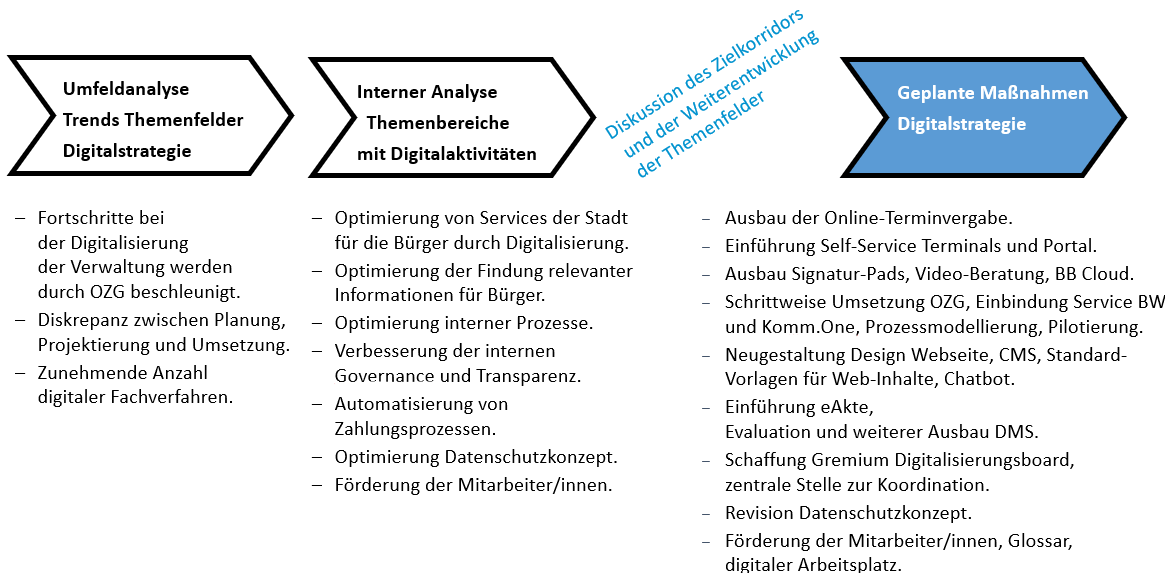 Umfeldanalyse
Trends Themenfelder
Digitalstrategie
Interner Analyse
Themenbereiche
mit Digitalaktivitäten
Diskussion des Zielkorridors
und der Weiterentwicklung
der Themenfelder
Geplante Maßnahmen
Digitalstrategie
– Fortschritte bei
der Digitalisierung
der Verwaltung werden
durch OZG beschleunigt.
– Diskrepanz zwischen Planung,
Projektierung und Umsetzung.
– Zunehmende Anzahl
digitaler Fachverfahren.
– Optimierung von Services der Stadt
für die Bürger durch Digitalisierung.
– Optimierung der Findung relevanter
Informationen für Bürger.
– Optimierung interner Prozesse.
– Verbesserung der internen
Governance und Transparenz.
– Automatisierung von
Zahlungsprozessen.
– Optimierung Datenschutzkonzept.
– Förderung der Mitarbeiter/innen.
– Ausbau der Online-Terminvergabe.
– Einführung Self-Service Terminals und Portal.
– Ausbau Signatur-Pads, Video-Beratung, BB Cloud.
– Schrittweise Umsetzung OZG, Einbindung Service BW
und Komm.One, Prozessmodellierung, Pilotierung.
– Neugestaltung Design Webseite, CMS, Standard-
Vorlagen für Web-Inhalte, Chatbot.
– Einführung eAkte,
Evaluation und weiterer Ausbau DMS.
– Schaffung Gremium Digitalisierungsboard,
zentrale Stelle zur Koordination.
– Revision Datenschutzkonzept.
– Förderung der Mitarbeiter/innen, Glossar,
digitaler Arbeitsplatz.